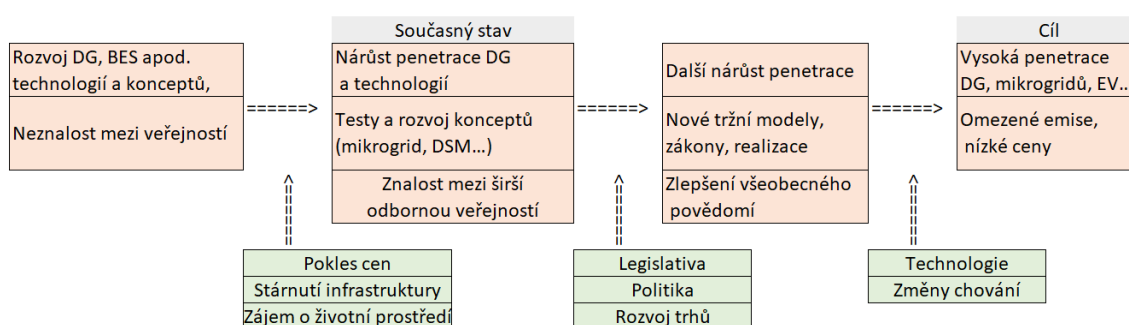 Současný stav
Cíl
Rozvoj DG, BES apod.
technologií a konceptů,
Neznalost mezi veřejností
======>
Nárůst penetrace DG
a technologií
Testy a rozvoj konceptů
(mikrogrid, DSM...)
Znalost mezi širší
odbornou veřejností
======>
Další nárůst penetrace
Nové tržní modely,
zákony, realizace
Zlepšení všeobecného
povědomí
======>
Vysoká penetrace
DG, mikrogridů, EV...
Omezené emise,
nízké ceny
======>
Pokles cen
Stárnutí infrastruktury
Zájem o životní prostředí
======>
Legislativa
Politika
Rozvoj trhů
======>
Technologie
Změny chování